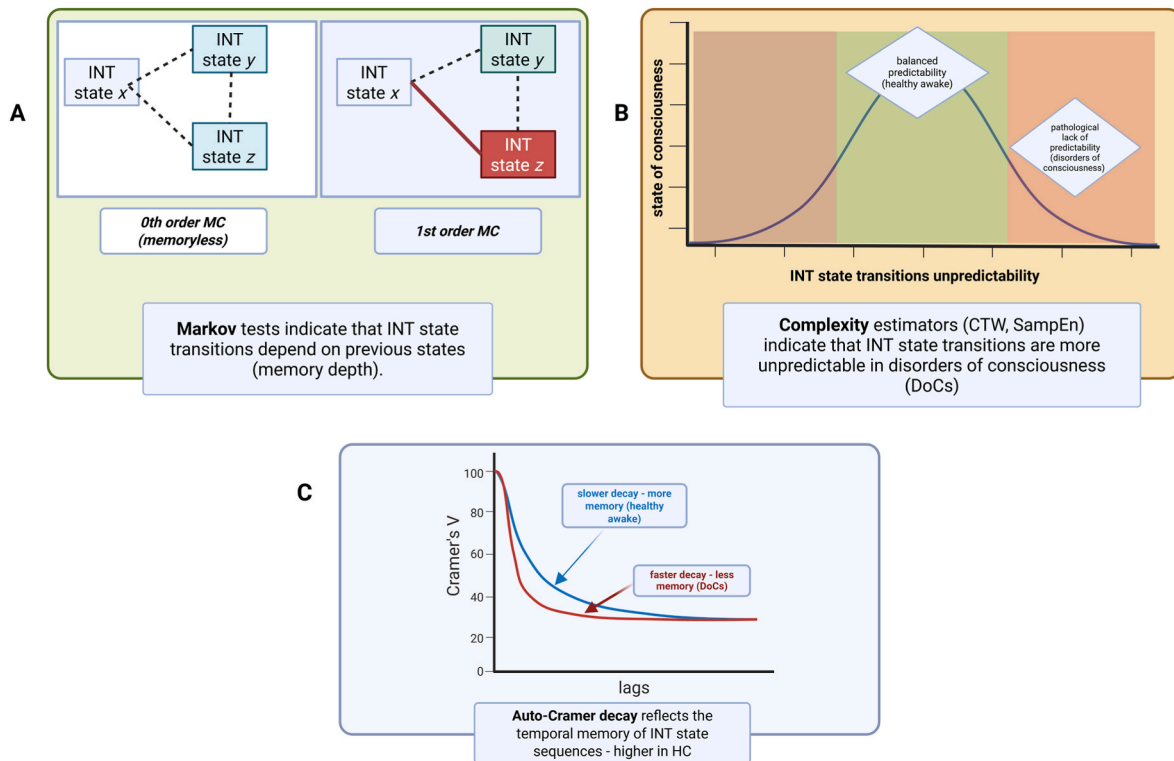 A
INT
state x
INT
state y
INT
state z
INT
state x
INT
state y
INT
state z
0th order MC
(memoryless)
1st order MC
Markov tests indicate that INT state
transitions depend on previous states
(memory depth).
B
state of consciousness
balanced
predictability
(healthy awake)
pathological
lack of
predictability
(disorders of
consciousness)
INT state transitions unpredictability
Complexity estimators (CTW, SampEn)
indicate that INT state transitions are more
unpredictable in disorders of consciousness
(DoCs)
C
Cramer's V
100
80
60
40
20
0
slower decay - more
memory (healthy
awake)
faster decay - less
memory (DoCs)
lags
Auto-Cramer decay reflects the
temporal memory of INT state
sequences - higher in HC